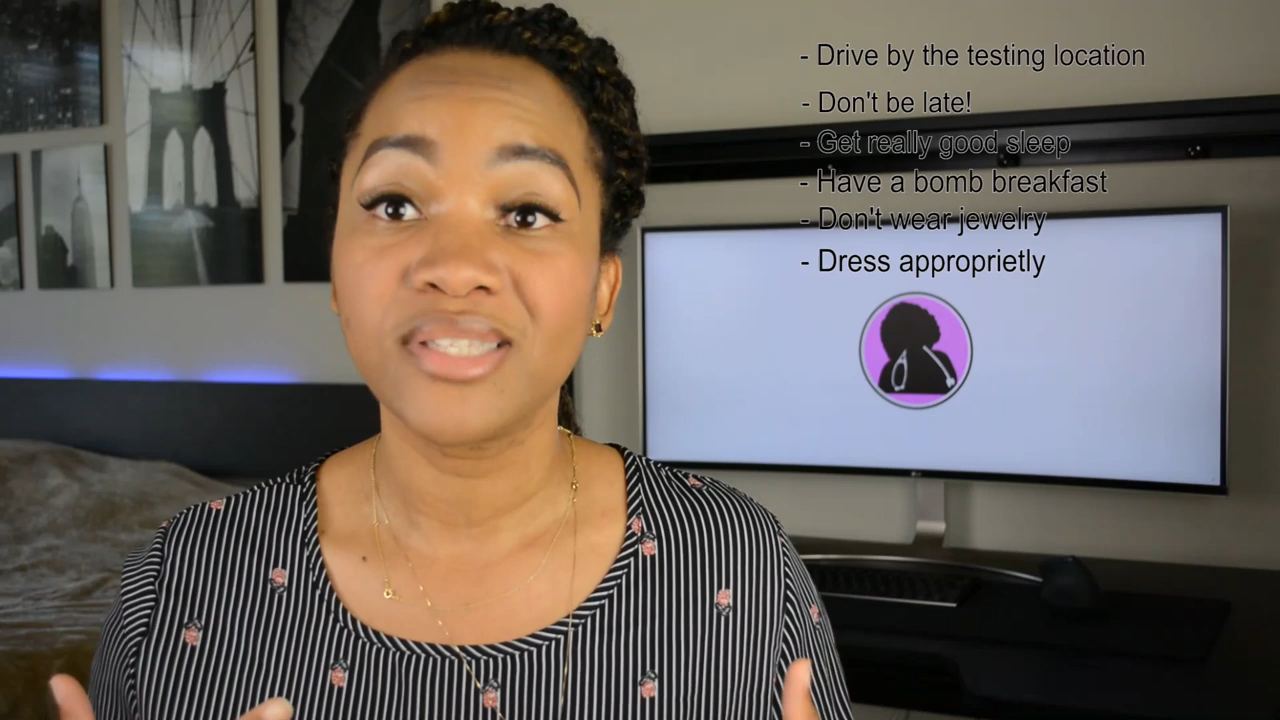 - Drive by the testing location
- Don't be late!
- Get really good sleep
- Have a bomb breakfast
- Don't wear jewelry
- Dress approprietly